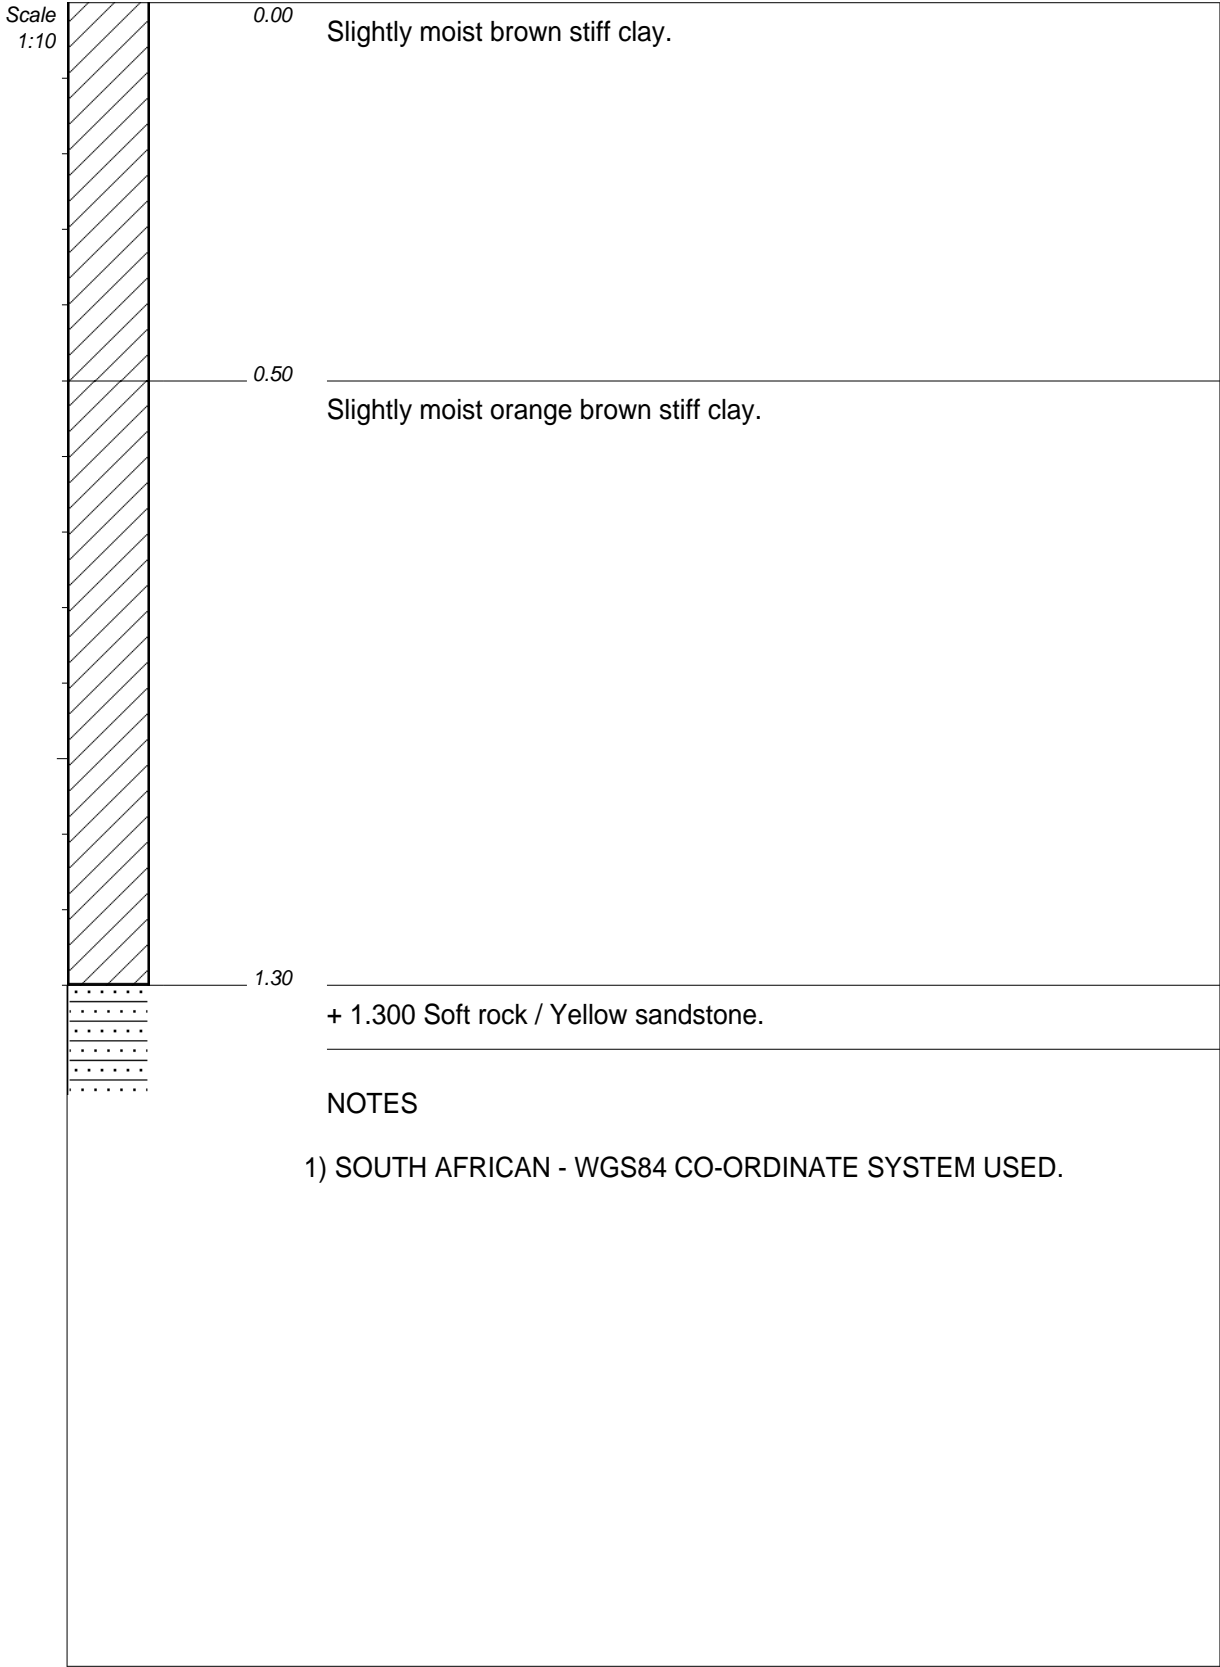 Scale
1:10
0.00
Slightly moist brown stiff clay.
0.50
Slightly moist orange brown stiff clay.
1.30
+ 1.300 Soft rock / Yellow sandstone.
NOTES
1) SOUTH AFRICAN - WGS84 CO-ORDINATE SYSTEM USED.